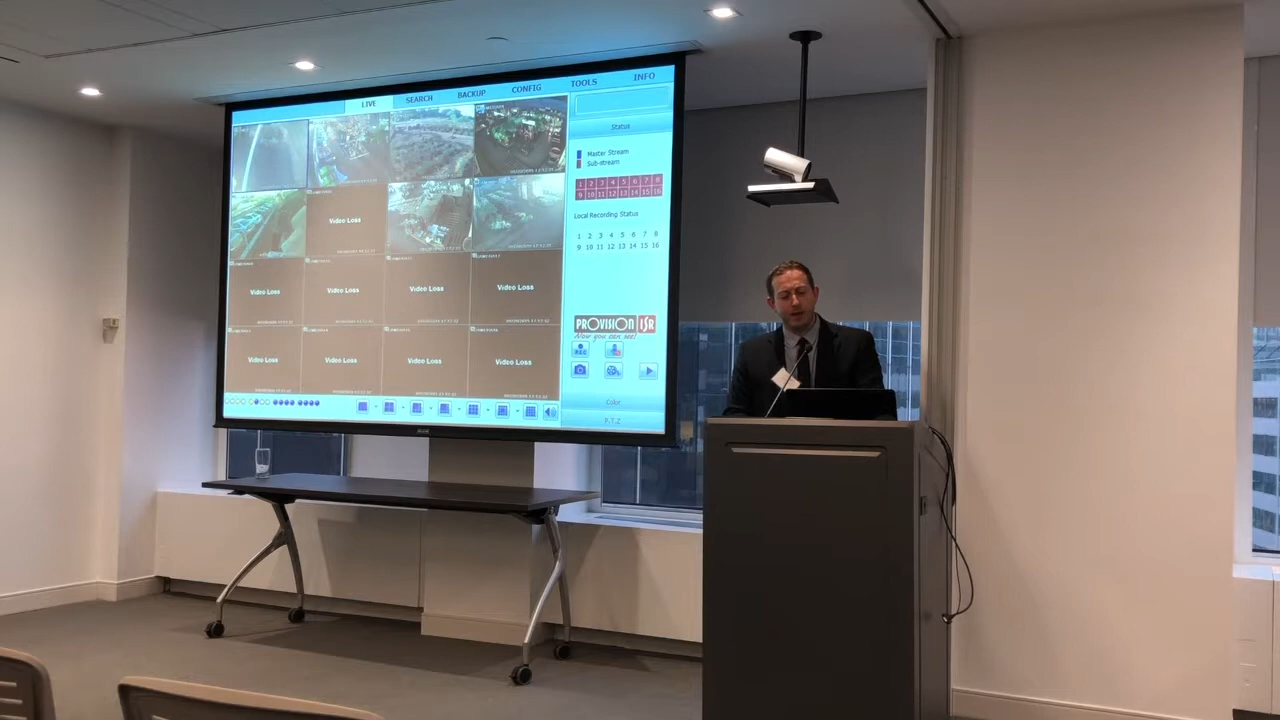 LIVE SEARCH BACKUP CONFIG TOOLS INFO
Status
Master Stream
Sub-stream
1 2 3 4 5 6 7 8
9 10 11 12 13 14 15 16
Local Recording Status
1 2 3 4 5 6 7 8
9 10 11 12 13 14 15 16
Video Loss
Video Loss Video Loss Video Loss Video Loss
Video Loss Video Loss Video Loss Video Loss
PROVISION ISR
Now you can see!
REC
Color
P.T.Z